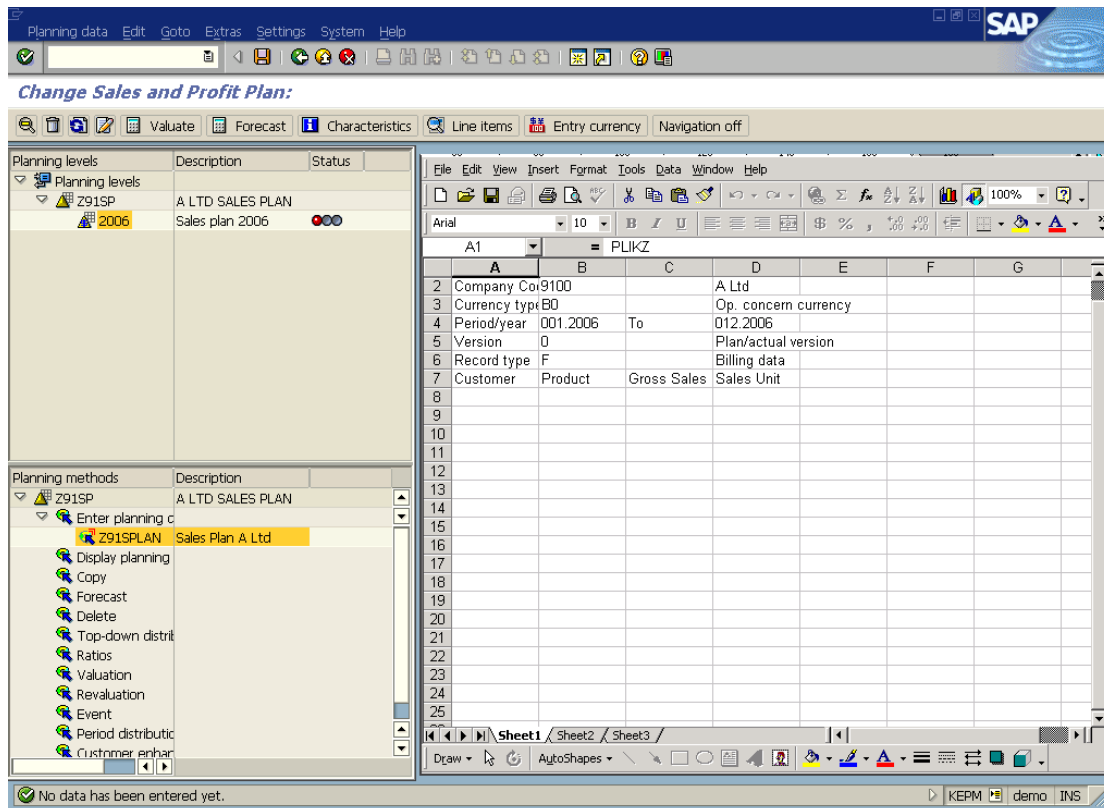 Planning data Edit Goto Extras Settings System Help
SAP
Change Sales and Profit Plan:
Valuate Forecast Characteristics Line items Entry currency Navigation off
Planning levels Description Status
Planning levels
Z91SP A LTD SALES PLAN
2006 Sales plan 2006
Planning methods Description
Z91SP A LTD SALES PLAN
Enter planning c
Z91SPLAN Sales Plan A Ltd
Display planning
Copy
Forecast
Delete
Top-down distrib
Ratios
Valuation
Revaluation
Event
Period distributic
Customer enhar
File Edit View Insert Format Tools Data Window Help
100%
Arial 10 B I U $ % ,
A1 = PLIKZ
A B C D E F G
2 Company Co 9100 A Ltd
3 Currency type B0 Op. concern currency
4 Period/year 001.2006 To 012.2006
5 Version 0 Plan/actual version
6 Record type F Billing data
7 Customer Product Gross Sales Sales Unit
8
9
10
11
12
13
14
15
16
17
18
19
20
21
22
23
24
25
Sheet1 Sheet2 Sheet3
Draw AutoShapes
No data has been entered yet. KEPM demo INS